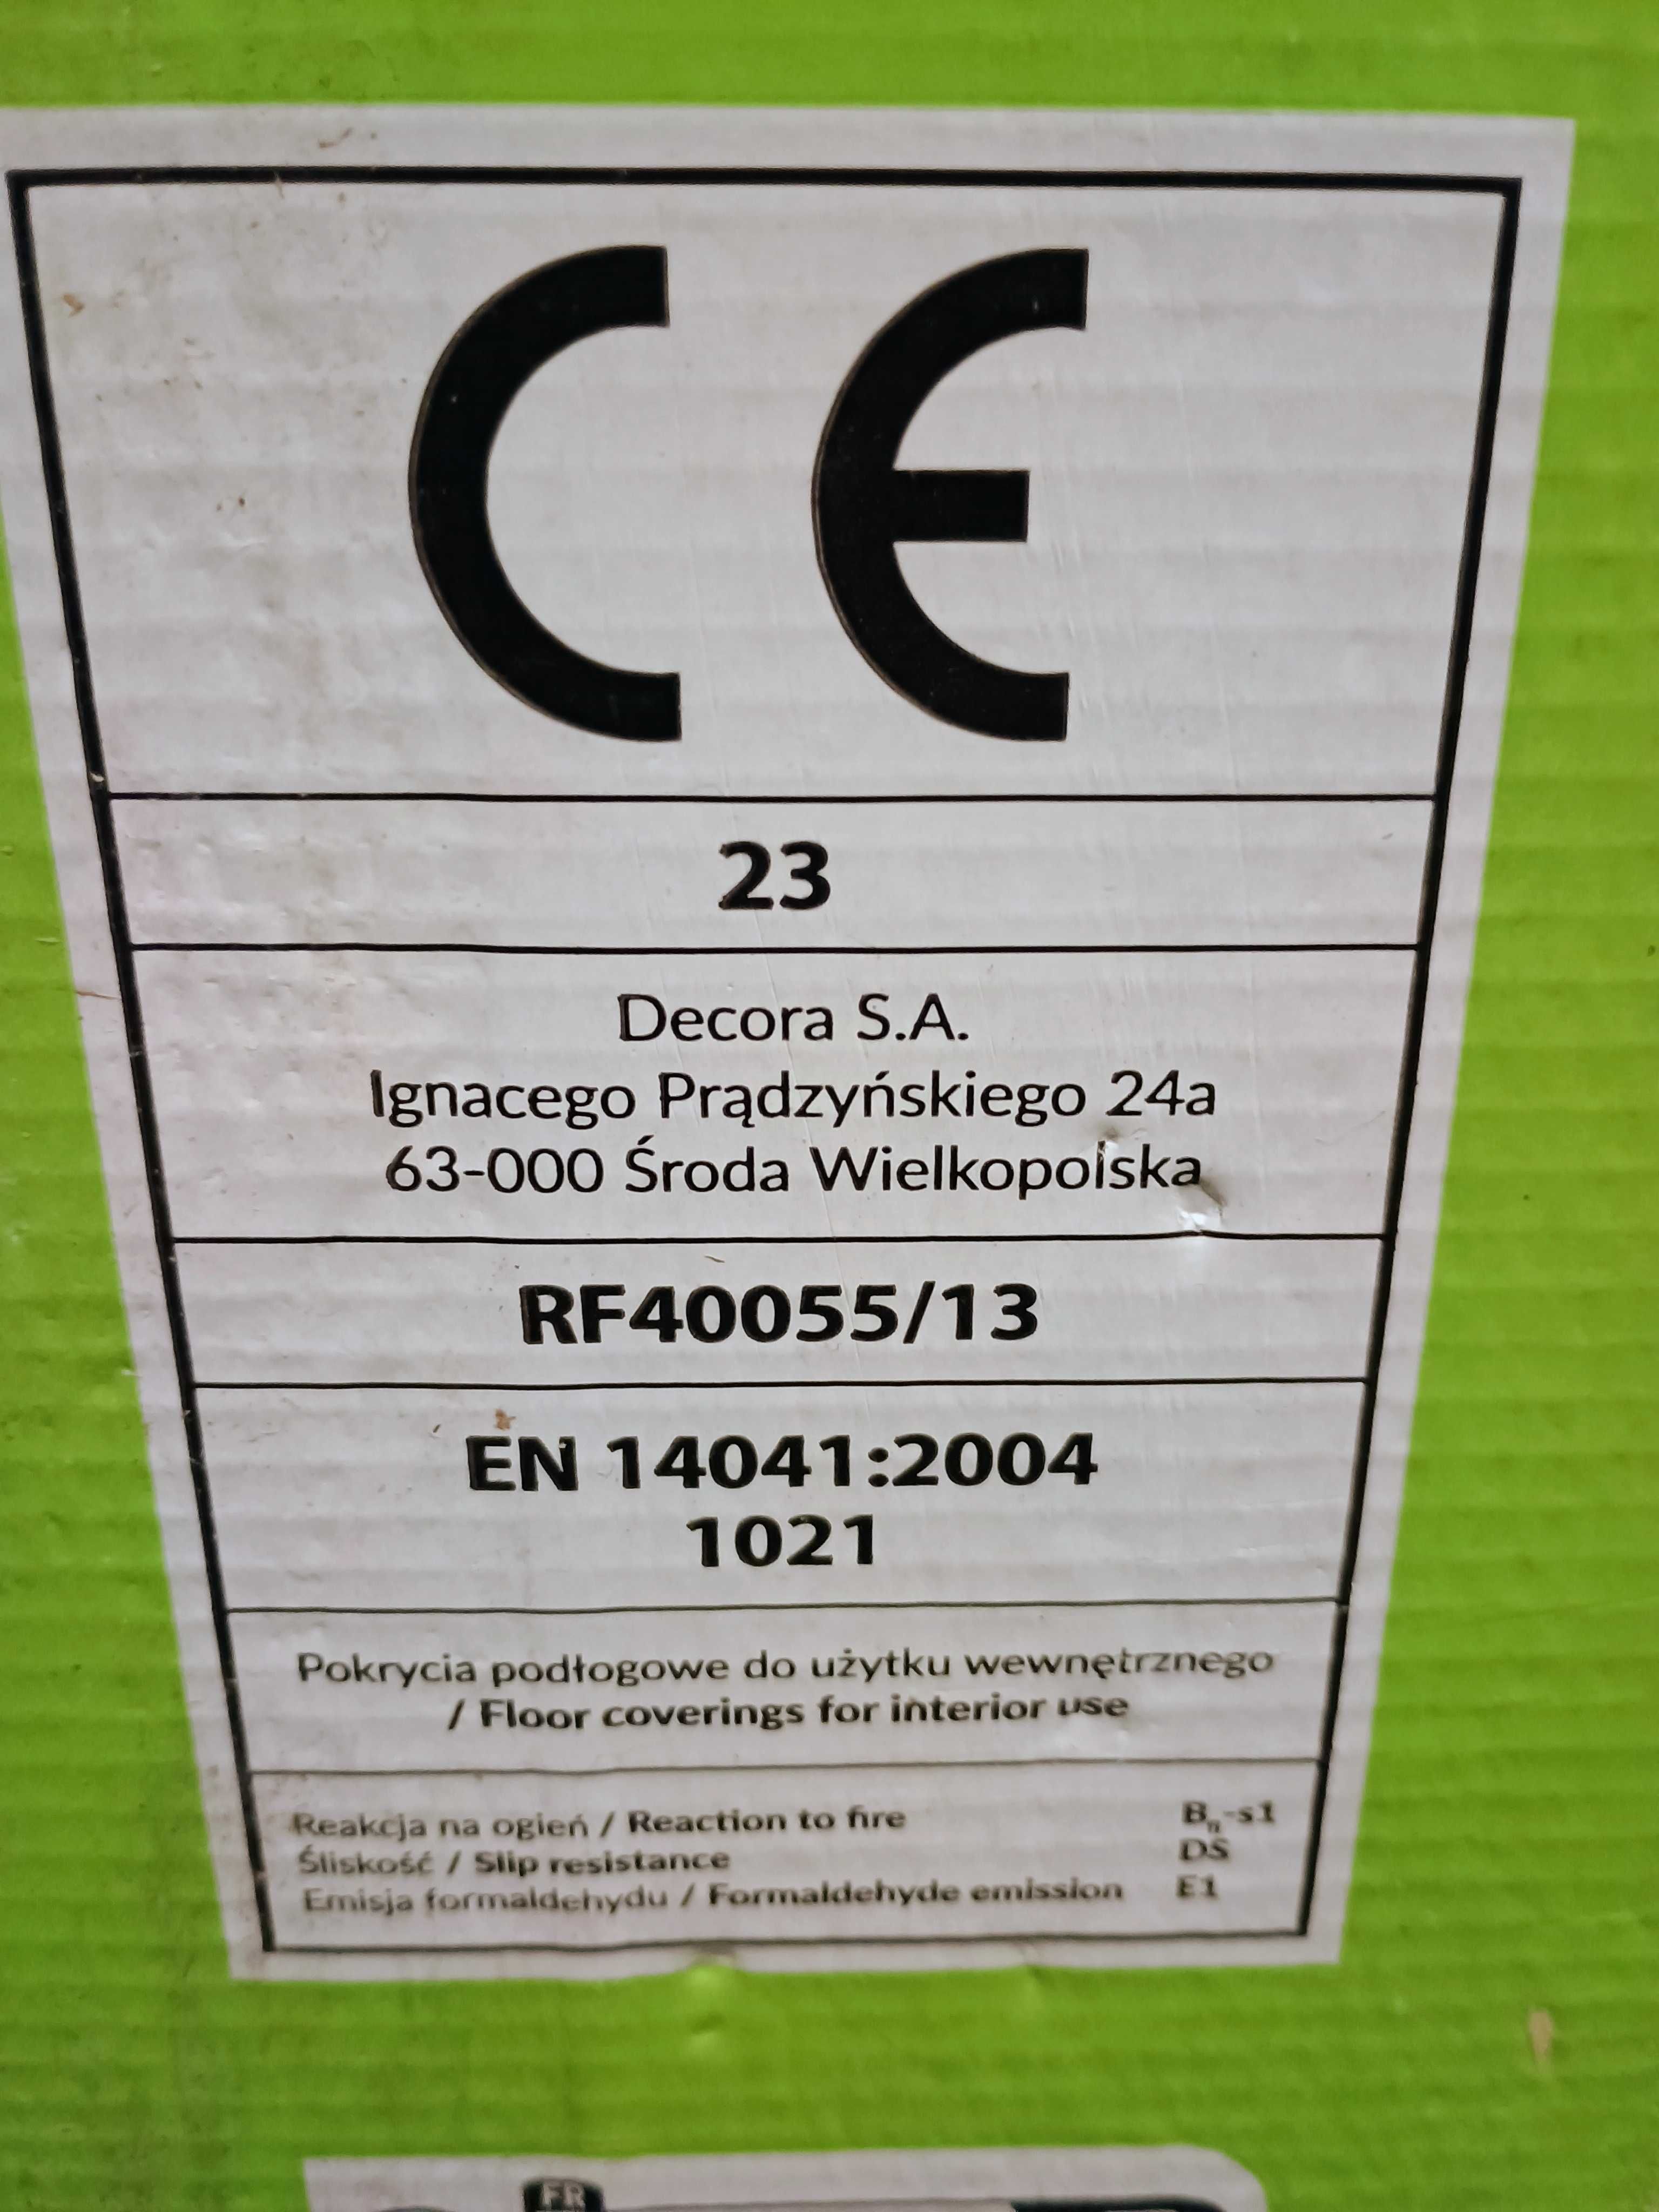 CE
23
Decora S.A.
Ignacego Prądzyńskiego 24a
63-000 Środa Wielkopolska
RF40055/13
EN 14041:2004
1021
Pokrycia podłogowe do użytku wewnętrznego
/ Floor coverings for interior use
Reakcja na ogień / Reaction to fire Bfl-s1
Śliskość / Slip resistance DS
Emisja formaldehydu / Formaldehyde emission E1
FR